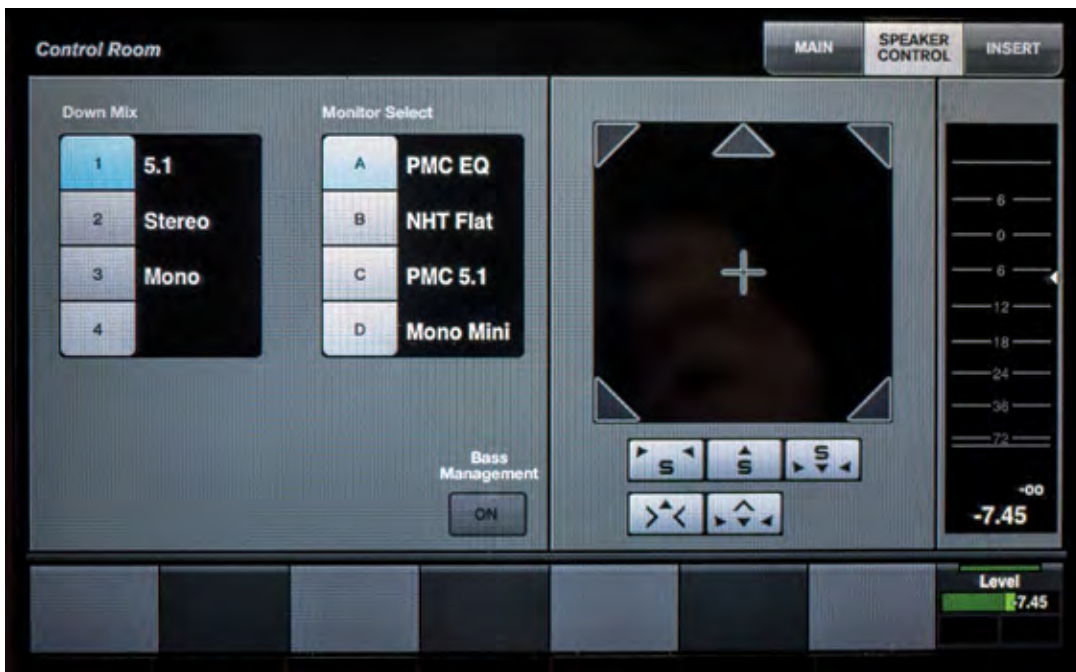 Control Room
MAIN
SPEAKER
CONTROL
INSERT
Down Mix
1 5.1
2 Stereo
3 Mono
4
Monitor Select
A PMC EQ
B NHT Flat
C PMC 5.1
D Mono Mini
Bass
Management
ON
S
S
S
6
0
6
12
18
24
36
72
-oo
-7.45
Level
-7.45